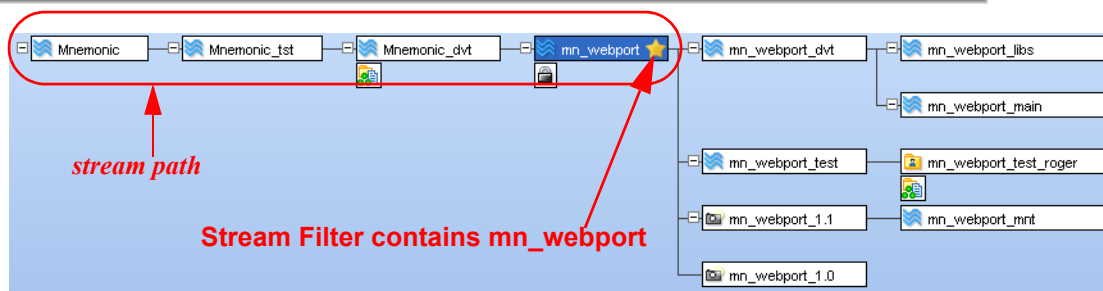 Mnemonic Mnemonic_tst Mnemonic_dvt mn_webport mn_webport_dvt mn_webport_libs
mn_webport_main
stream path
mn_webport_test mn_webport_test_roger
Stream Filter contains mn_webport
mn_webport_1.1 mn_webport_mnt
mn_webport_1.0